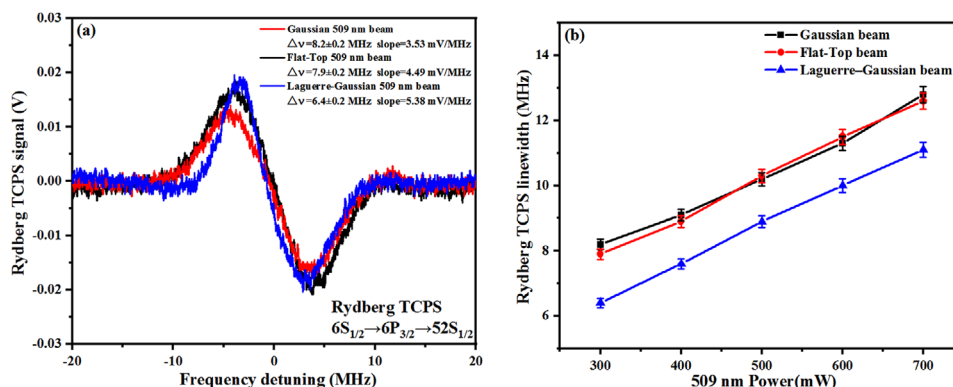 (a)
Gaussian 509 nm beam
△ν=8.2±0.2 MHz slope=3.53 mV/MHz
Flat-Top 509 nm beam
△ν=7.9±0.2 MHz slope=4.49 mV/MHz
Laguerre-Gaussian 509 nm beam
△ν=6.4±0.2 MHz slope=5.38 mV/MHz
Rydberg TCPS signal (V)
0.03
0.02
0.01
0.00
-0.01
-0.02
-0.03
Rydberg TCPS
6S1/2→6P3/2→52S1/2
-20 -10 0 10 20
Frequency detuning (MHz)
(b)
Gaussian beam
Flat-Top beam
Laguerre–Gaussian beam
Rydberg TCPS linewidth (MHz)
14
12
10
8
6
300 400 500 600 700
509 nm Power(mW)